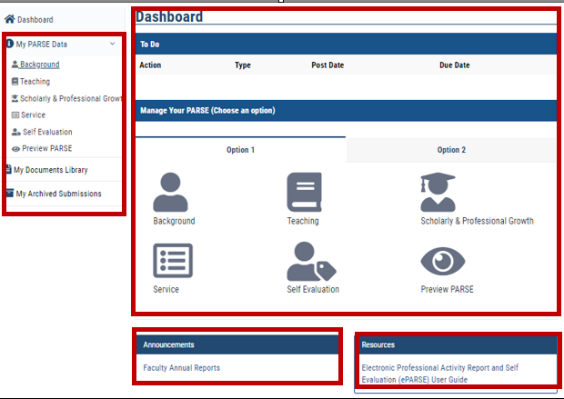 Dashboard
My PARSE Data
Background
Teaching
Scholarly & Professional Growt
Service
Self Evaluation
Preview PARSE
My Documents Library
My Archived Submissions
Dashboard
To Do
Action Type Post Date Due Date
Manage Your PARSE (Choose an option)
Option 1 Option 2
Background Teaching Scholarly & Professional Growth
Service Self Evaluation Preview PARSE
Announcements
Faculty Annual Reports
Resources
Electronic Professional Activity Report and Self
Evaluation (ePARSE) User Guide